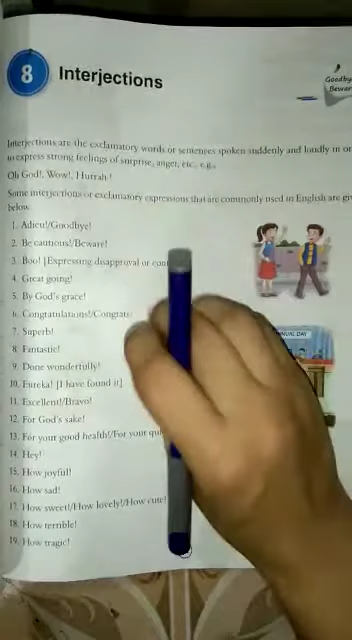 8 Interjections
Goodby
Bewar
Interjections are the exclamatory words or sentences spoken suddenly and loudly in or
to express strong feelings of surprise, anger, etc., e.g.,
Oh God!, Wow!, Hurrah !
Some interjections or exclamatory expressions that are commonly used in English are gi
below.
1. Adieu!/Goodbye!
2. Be cautious!/Beware!
3. Boo! [Expressing disapproval or con
4. Great going!
5. By God's grace!
6. Congratulations!/Congrats
7. Superb!
8. Fantastic!
9. Done wonderfully!
10. Eureka! [I have found it]
11. Excellent!/Bravo!
12. For God's sake!
13. For your good health!/For your
14. Hey!
15. How joyful!
16. How sad!
17. How sweet!/How lovely!/How cute!
18. How terrible!
19. How tragic!
NUAL DAY